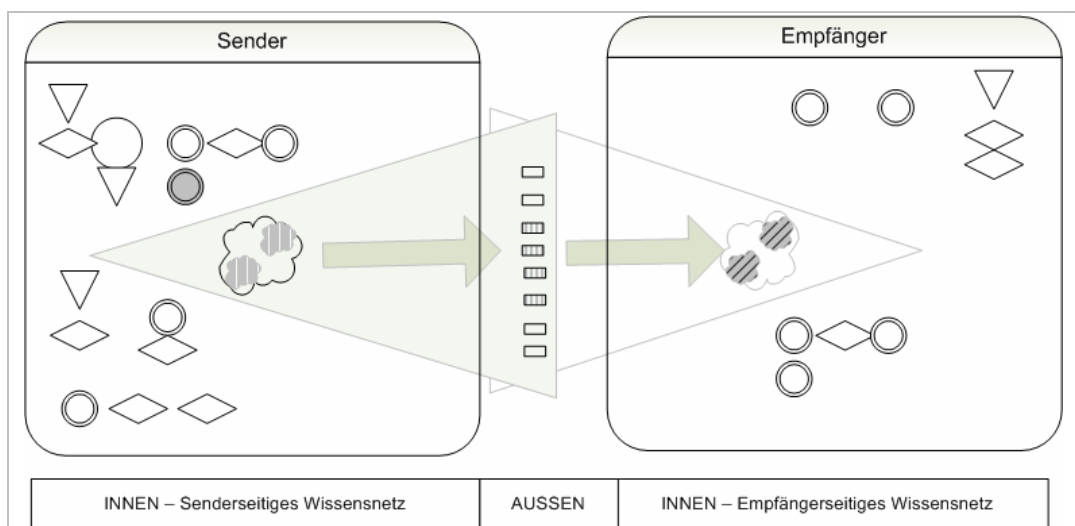 Sender
Empfänger
INNEN – Senderseitiges Wissensnetz
AUSSEN
INNEN – Empfängerseitiges Wissensnetz